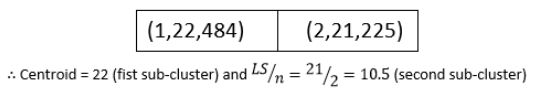 (1,22,484) (2,21,225)
∴ Centroid = 22 (fist sub-cluster) and LS/n = 21/2 = 10.5 (second sub-cluster)